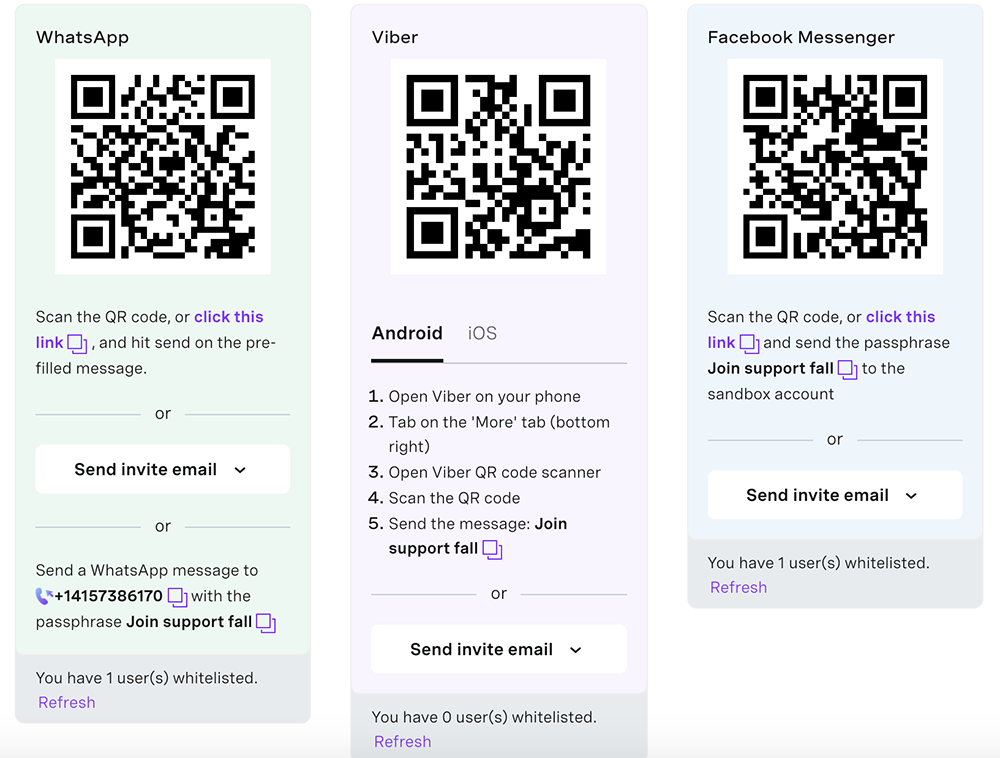 WhatsApp
Scan the QR code, or click this
link , and hit send on the pre-
filled message.
or
Send invite email
or
Send a WhatsApp message to
+14157386170 with the
passphrase Join support fall
You have 1 user(s) whitelisted.
Refresh
Viber
Android iOS
1. Open Viber on your phone
2. Tab on the 'More' tab (bottom
right)
3. Open Viber QR code scanner
4. Scan the QR code
5. Send the message: Join
support fall
or
Send invite email
You have 0 user(s) whitelisted.
Refresh
Facebook Messenger
Scan the QR code, or click this
link and send the passphrase
Join support fall to the
sandbox account
or
Send invite email
You have 1 user(s) whitelisted.
Refresh